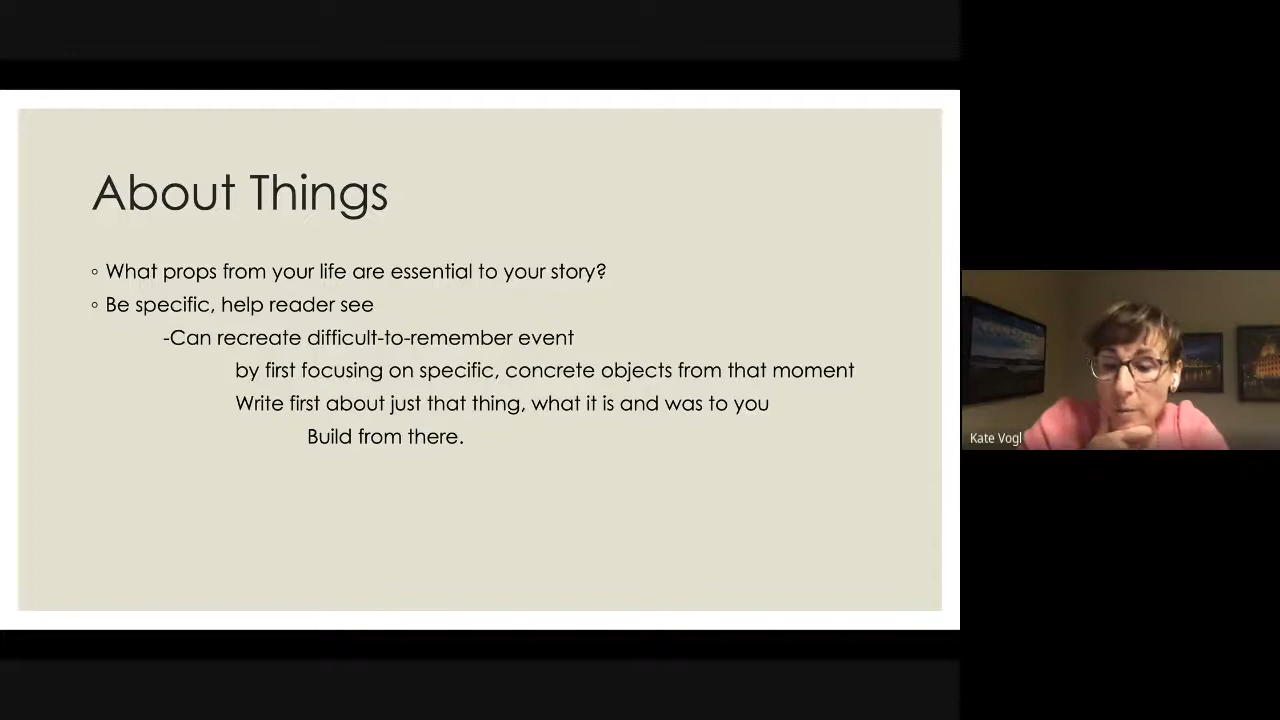 About Things
◦ What props from your life are essential to your story?
◦ Be specific, help reader see
-Can recreate difficult-to-remember event
by first focusing on specific, concrete objects from that moment
Write first about just that thing, what it is and was to you
Build from there.
Kate Vogl